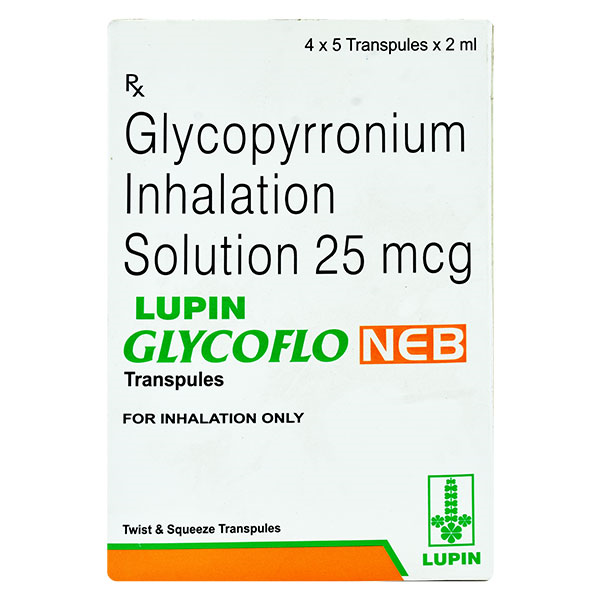 4 x 5 Transpules x 2 ml
Rx
Glycopyrronium
Inhalation
Solution 25 mcg
LUPIN
GLYCOFLO NEB
Transpules
FOR INHALATION ONLY
Twist & Squeeze Transpules
LUPIN